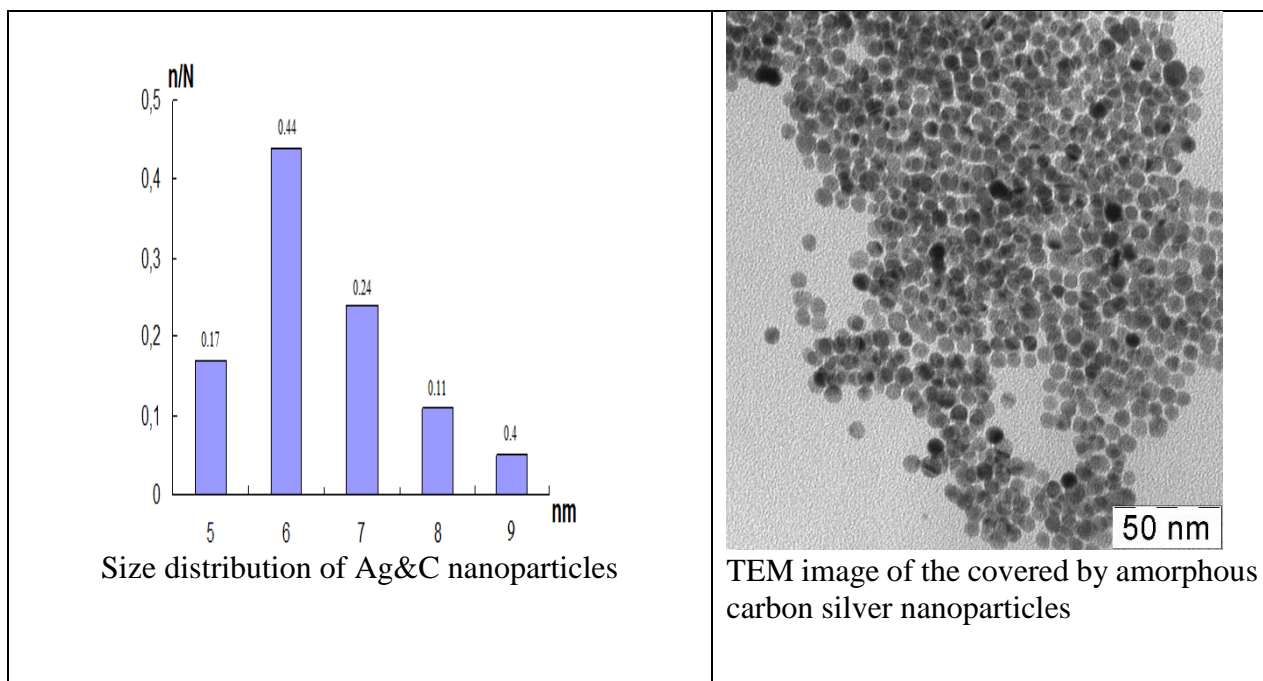 n/N
0,5
0.44
0,4
0,3
0.24
0,2
0.17
0.11
0,1
0.4
0
5 6 7 8 9
nm
Size distribution of Ag&C nanoparticles
50 nm
TEM image of the covered by amorphous
carbon silver nanoparticles